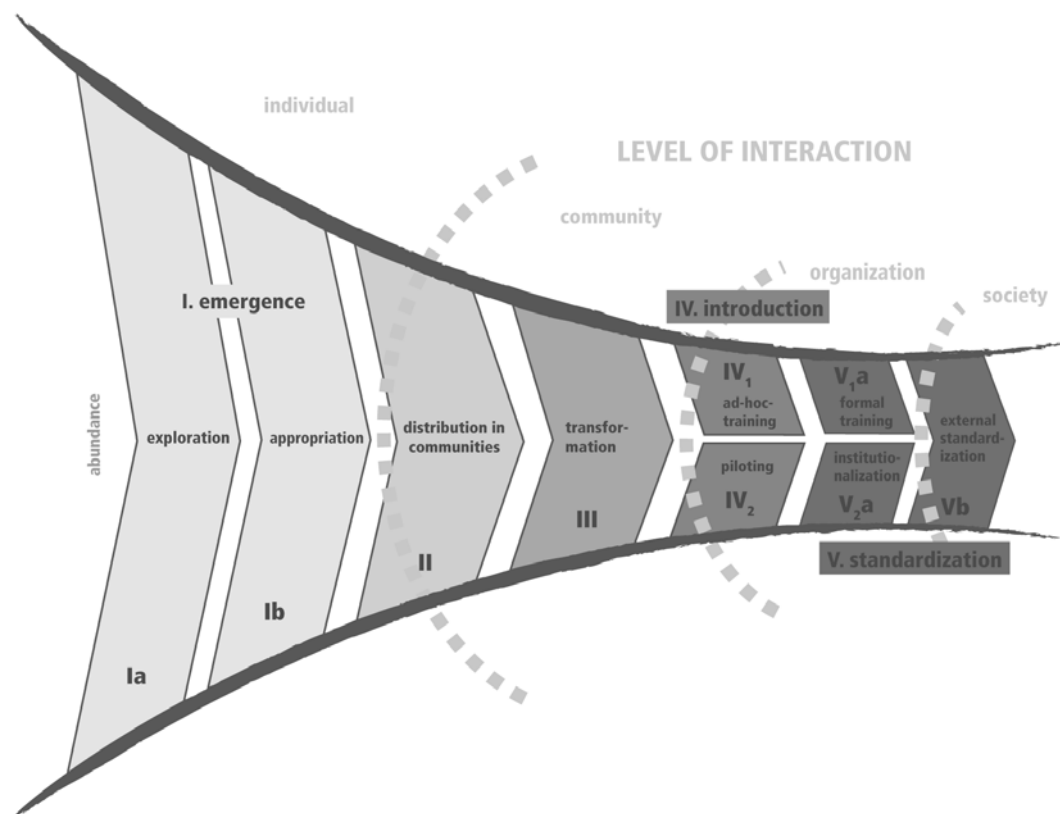 individual
LEVEL OF INTERACTION
community
organization
society
I. emergence
IV. introduction
abundance
exploration
appropriation
distribution in
communities
transfor-
mation
IV1
ad-hoc-
training
V1a
formal
training
external
standard-
ization
piloting
IV2
institutio-
nalization
V2a
Vb
III
II
Ib
Ia
V. standardization